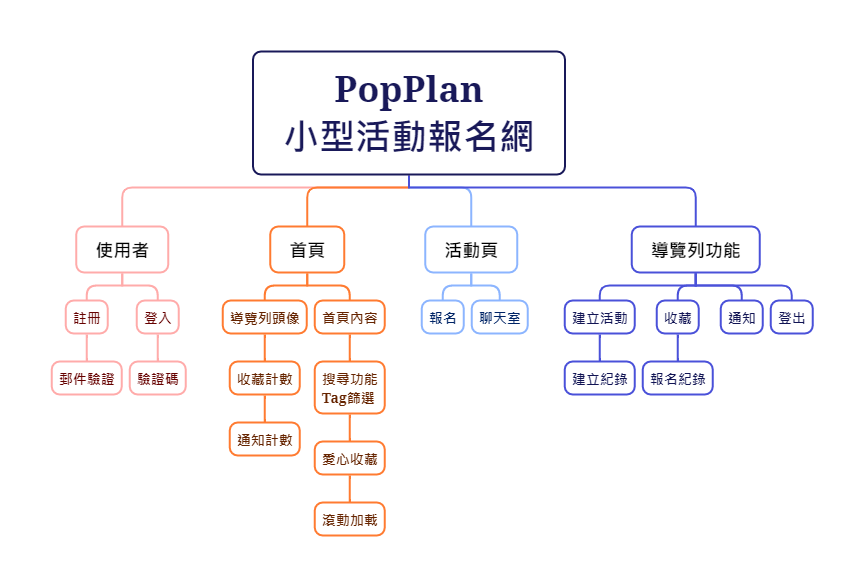 PopPlan
小型活動報名網
使用者
首頁
活動頁
導覽列功能
註冊
登入
導覽列頭像
首頁內容
報名
聊天室
建立活動
收藏
通知
登出
郵件驗證
驗證碼
收藏計數
搜尋功能
Tag篩選
建立紀錄
報名紀錄
通知計數
愛心收藏
滾動加載